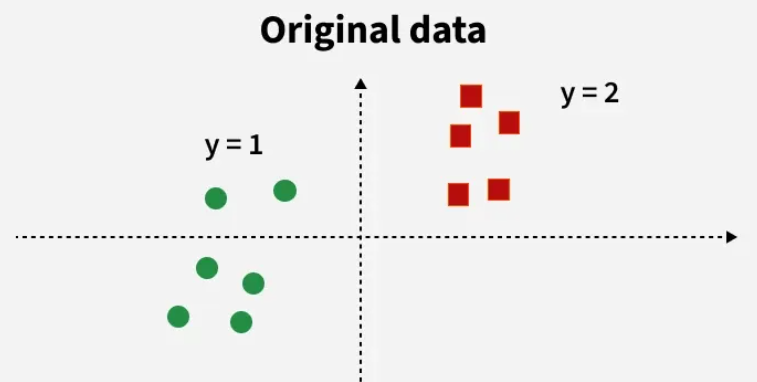 Original data
y = 2
y = 1